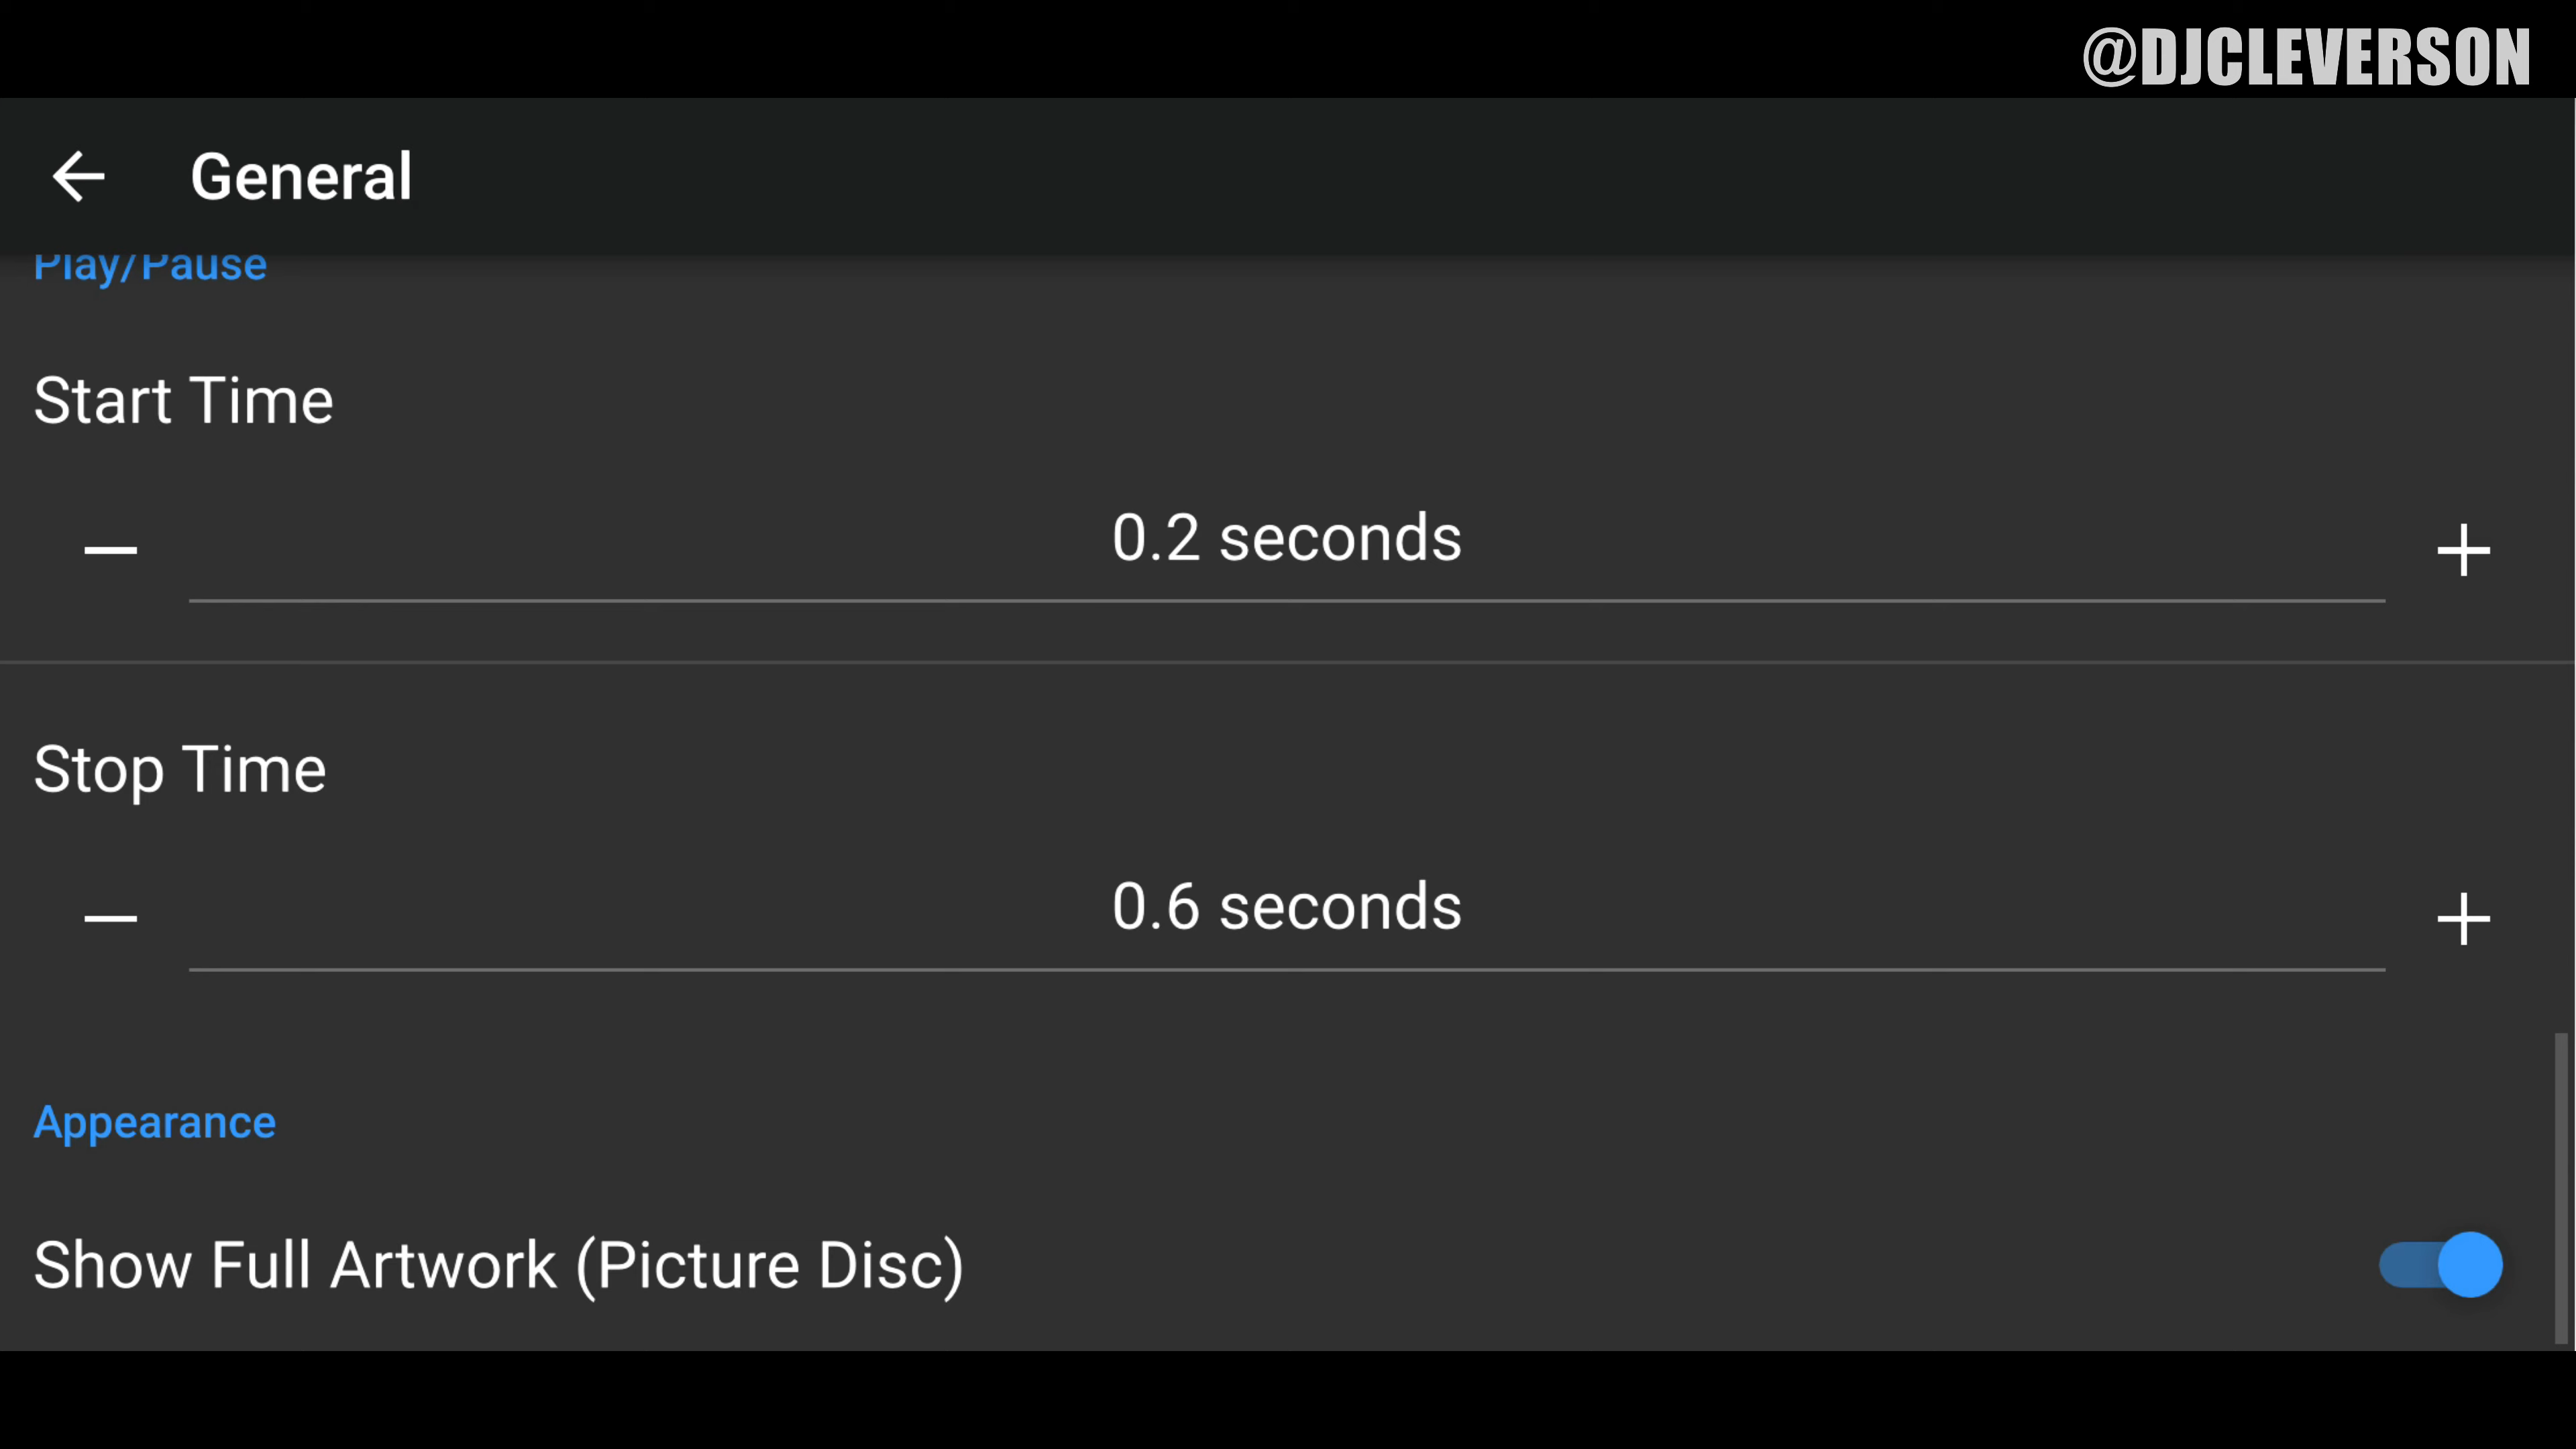 @DJCLEVERSON
General
Play/Pause
Start Time
0.2 seconds
Stop Time
0.6 seconds
Appearance
Show Full Artwork (Picture Disc)